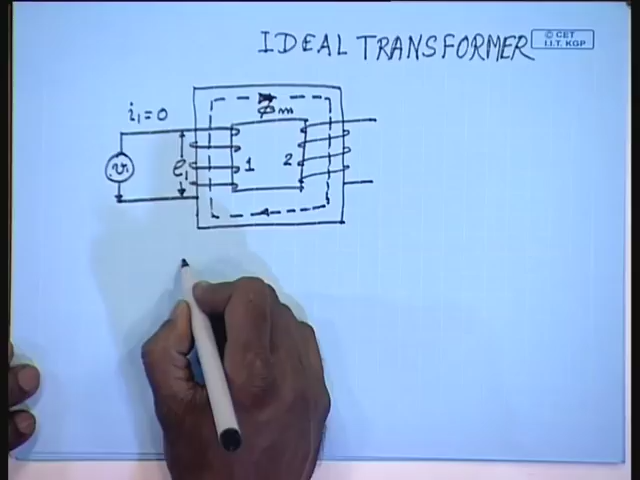 IDEAL TRANSFORMER
© CET
I.I.T. KGP
i₁=0
ϕm
v
e₁
1
2